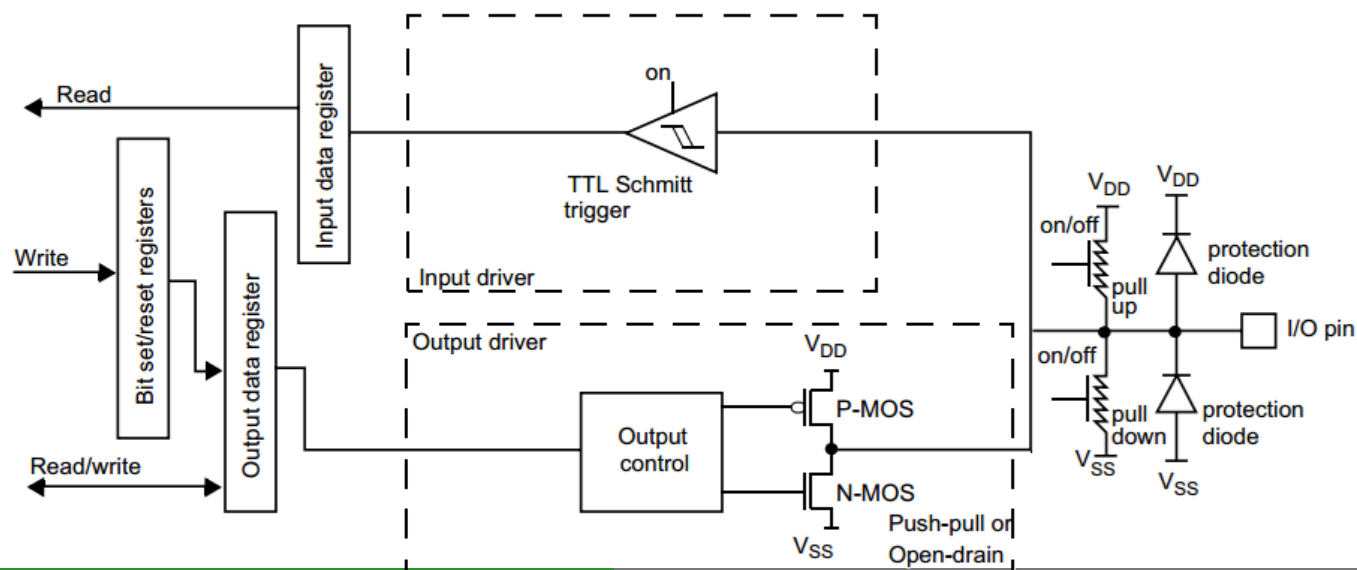 Read
Input data register
on
TTL Schmitt
trigger
Input driver
Write
Bit set/reset registers
Output data register
Read/write
Output driver
Output
control
VDD
P-MOS
N-MOS
VSS
Push-pull or
Open-drain
VDD
on/off
pull
up
VDD
protection
diode
I/O pin
on/off
pull
down
VSS
protection
diode
VSS